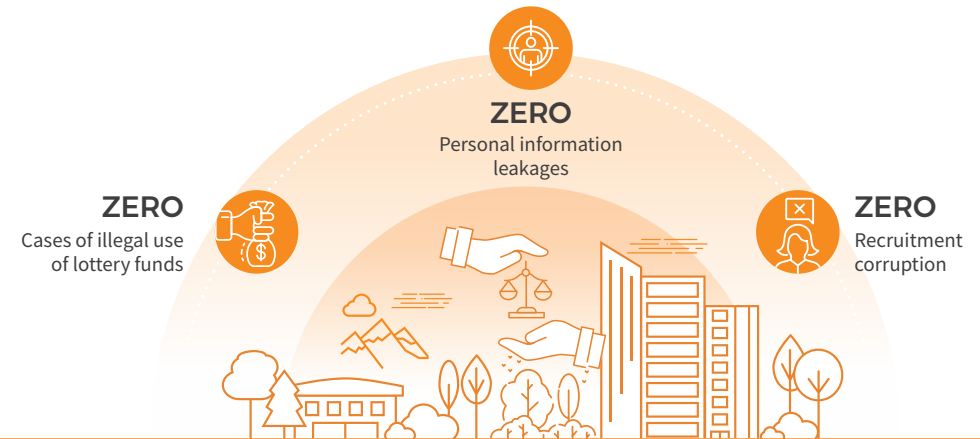 ZERO
Personal information
leakages
ZERO
Cases of illegal use
of lottery funds
ZERO
Recruitment
corruption
$